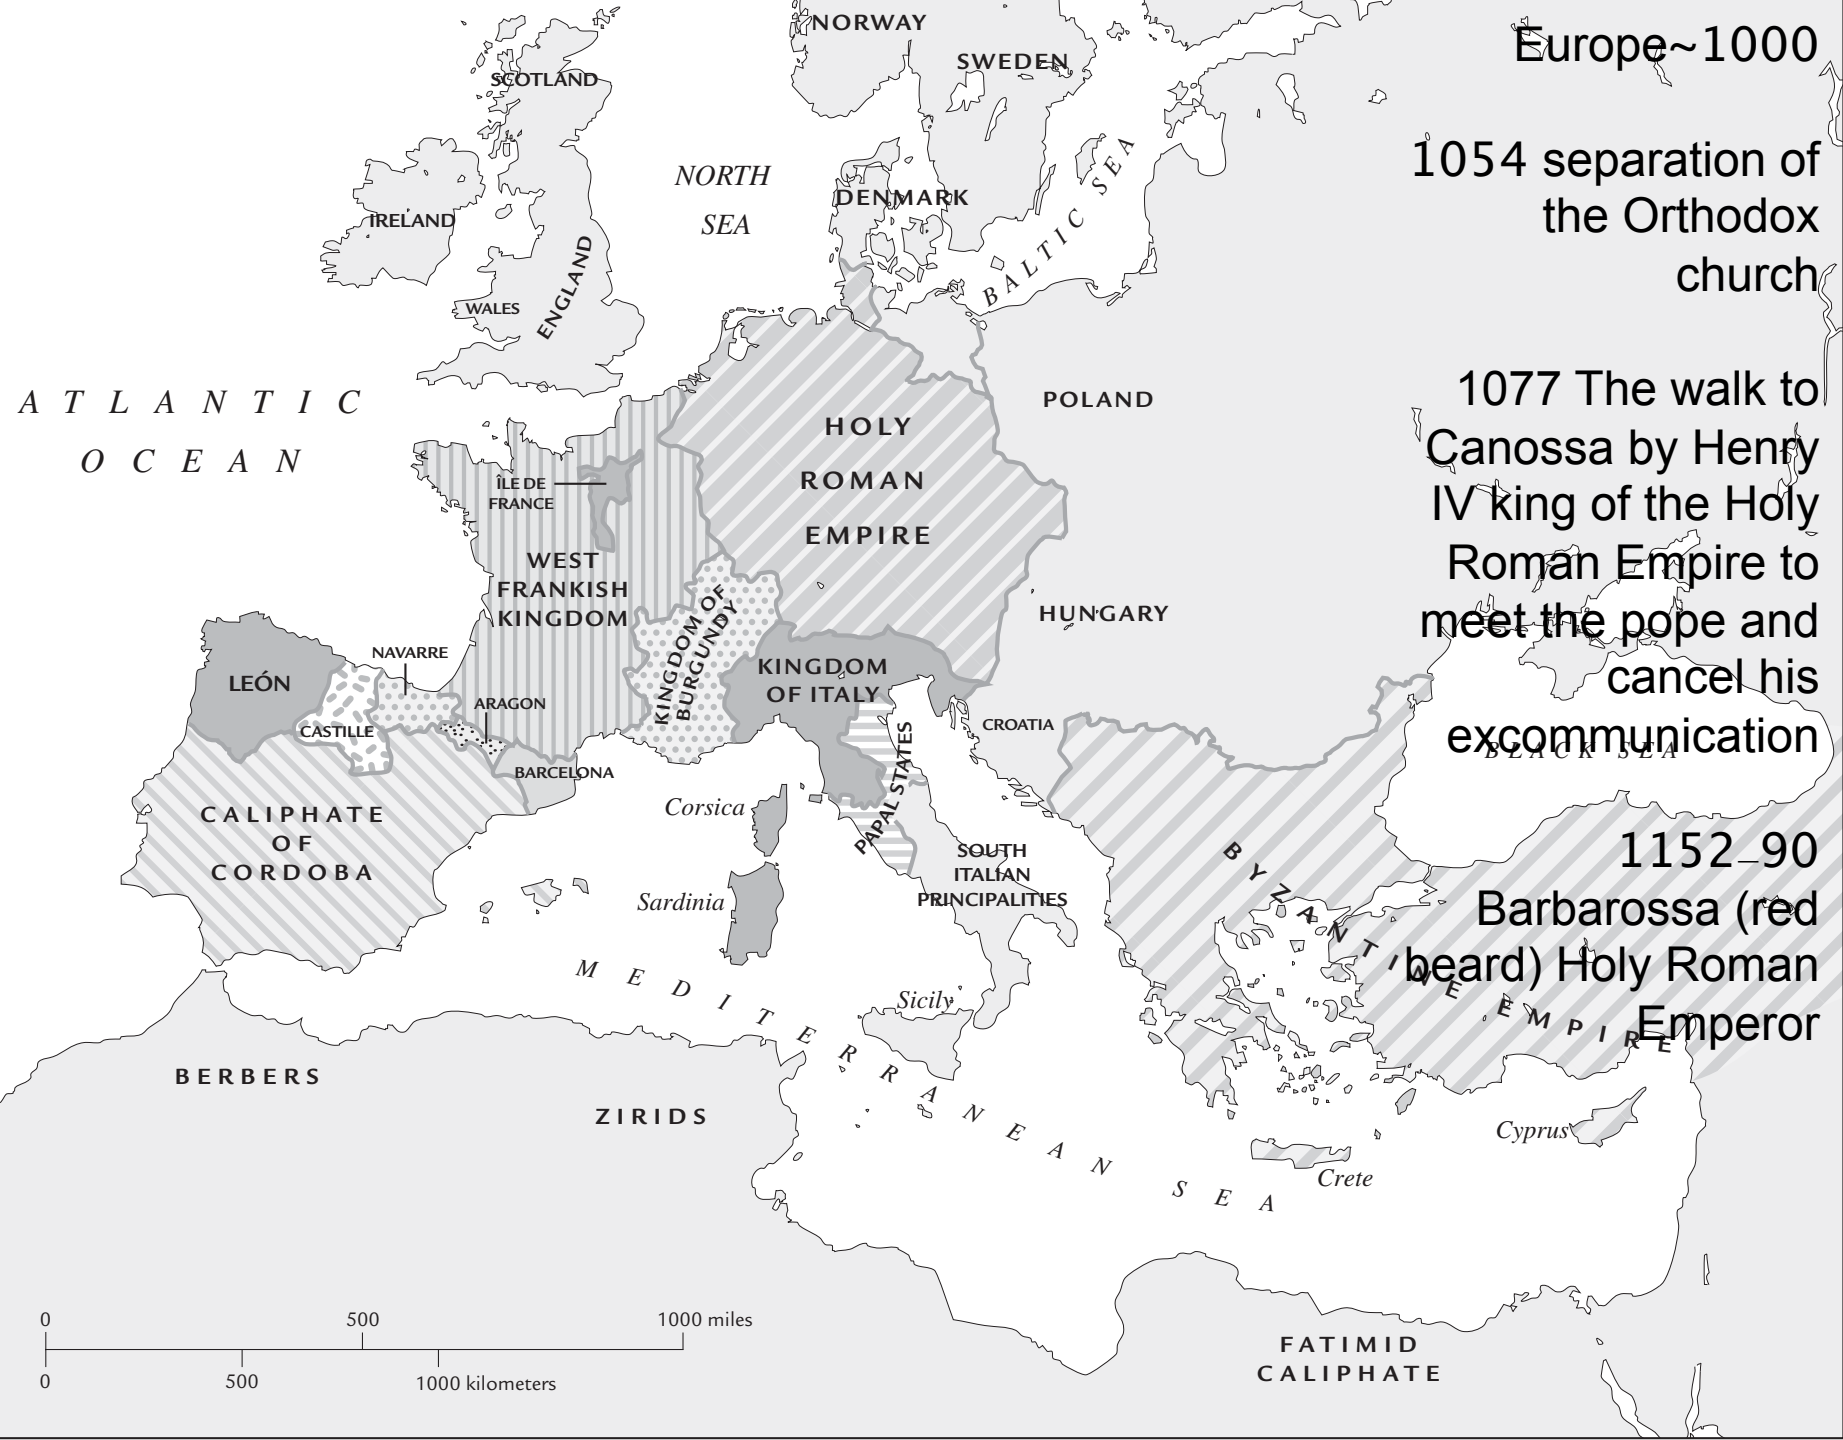 Europe~1000
1054 separation of
the Orthodox
church
1077 The walk to
Canossa by Henry
IV king of the Holy
Roman Empire to
meet the pope and
cancel his
excommunication
1152–90
Barbarossa (red
beard) Holy Roman
Emperor
NORWAY
SWEDEN
SCOTLAND
NORTH
SEA
DENMARK
BALTIC SEA
IRELAND
ENGLAND
WALES
ATLANTIC
OCEAN
POLAND
HOLY
ROMAN
EMPIRE
ÎLE DE
FRANCE
WEST
FRANKISH
KINGDOM
KINGDOM OF
BURGUNDY
HUNGARY
NAVARRE
LEÓN
KINGDOM
OF ITALY
ARAGON
CASTILLE
CROATIA
BLACK SEA
BARCELONA
PAPAL STATES
CALIPHATE
OF
CORDOBA
Corsica
SOUTH
ITALIAN
PRINCIPALITIES
Sardinia
BYZANTINE EMPIRE
MEDITERRANEAN SEA
Sicily
BERBERS
ZIRIDS
Cyprus
Crete
0 500 1000 miles
0 500 1000 kilometers
FATIMID
CALIPHATE